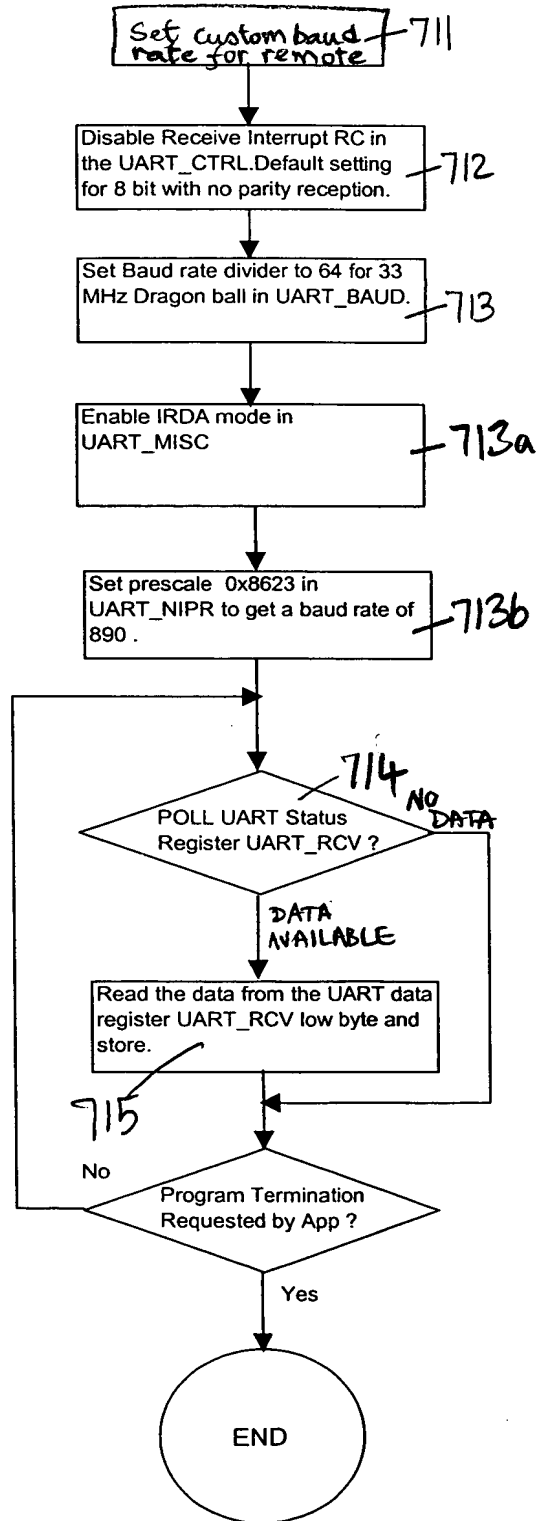 Set custom baud
rate for remote
711
Disable Receive Interrupt RC in
the UART_CTRL.Default setting
for 8 bit with no parity reception.
712
Set Baud rate divider to 64 for 33
MHz Dragon ball in UART_BAUD.
713
Enable IRDA mode in
UART_MISC
713a
Set prescale 0x8623 in
UART_NIPR to get a baud rate of
890 .
713b
714
NO
DATA
POLL UART Status
Register UART_RCV ?
DATA
AVAILABLE
Read the data from the UART data
register UART_RCV low byte and
store.
715
No
Program Termination
Requested by App ?
Yes
END